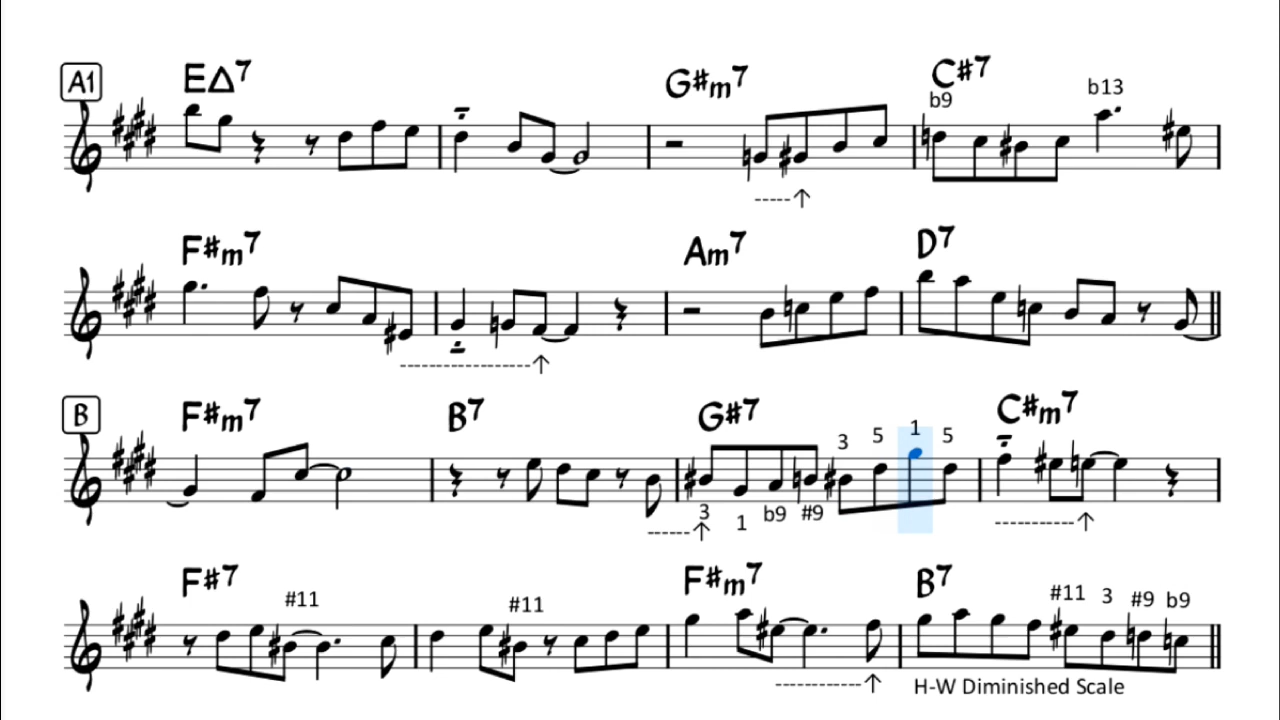 A1 EΔ7 G#m7 C#7
b9 b13
F#m7 Am7 D7
B F#m7 B7 G#7 C#m7
3 5 1 5
3 1 b9 #9
F#7 F#m7 B7
#11 #11 #11 3 #9 b9
H-W Diminished Scale